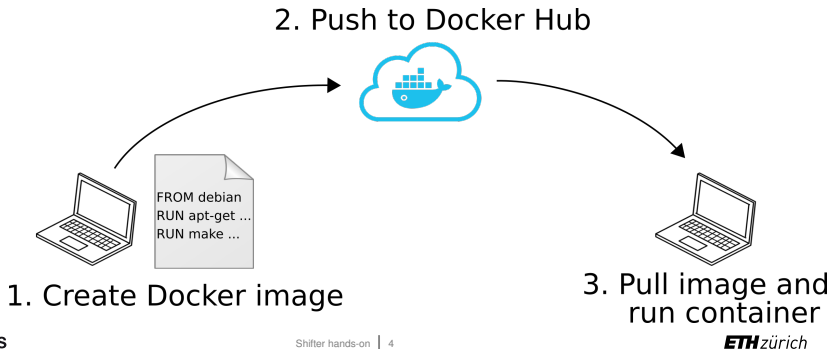 2. Push to Docker Hub
FROM debian
RUN apt-get ...
RUN make ...
1. Create Docker image
3. Pull image and
run container
S
Shifter hands-on | 4
ETH zürich